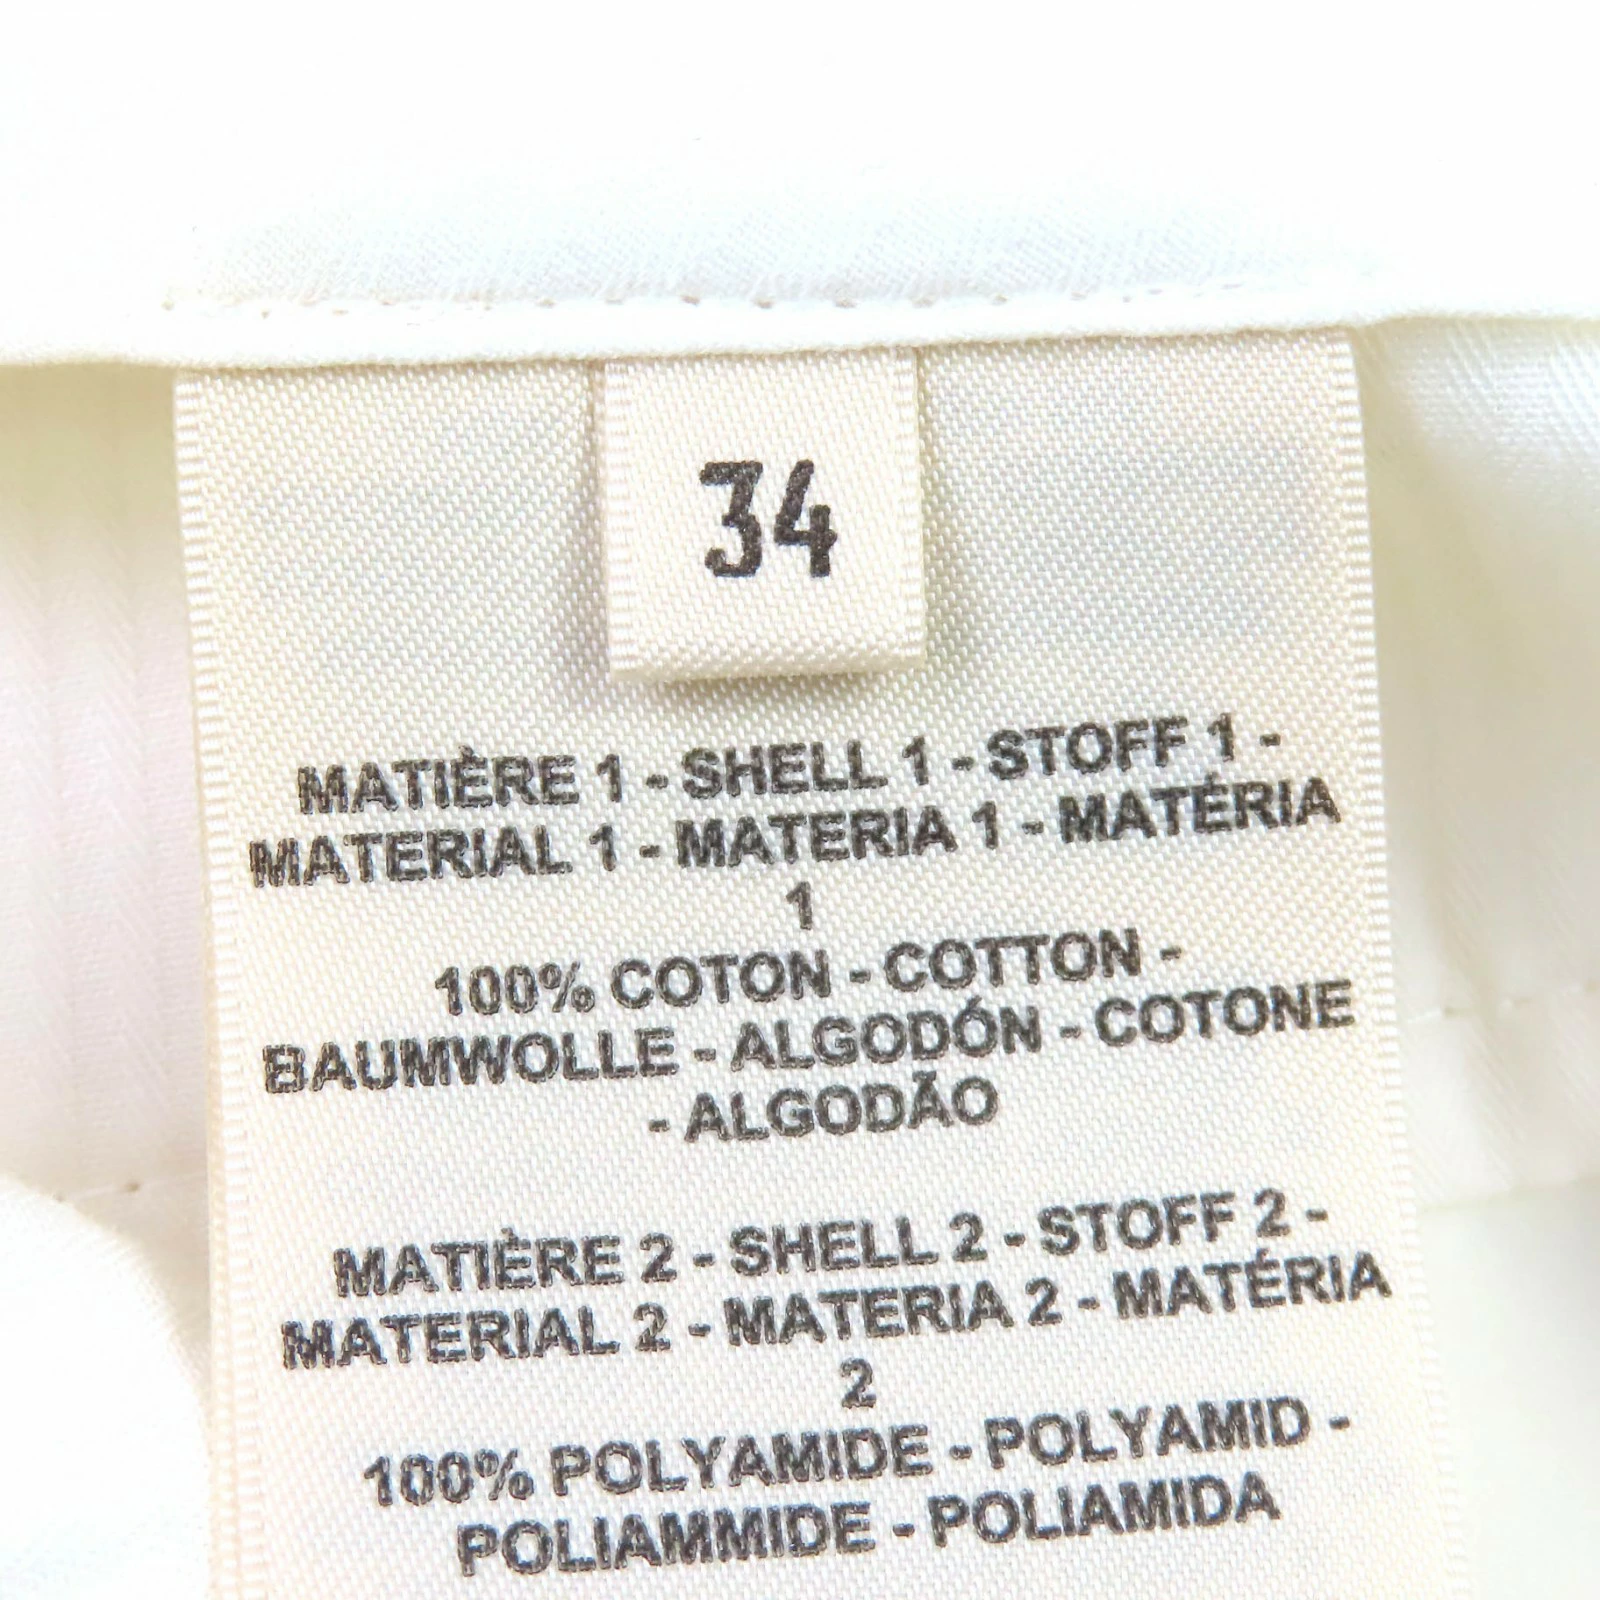 34
MATIÈRE 1 - SHELL 1 - STOFF 1 -
MATERIAL 1 - MATERIA 1 - MATÉRIA
1
100% COTON - COTTON -
BAUMWOLLE - ALGODÓN - COTONE
- ALGODÃO
MATIÈRE 2 - SHELL 2 - STOFF 2 -
MATERIAL 2 - MATERIA 2 - MATÉRIA
2
100% POLYAMIDE - POLYAMID -
POLIAMMIDE - POLIAMIDA